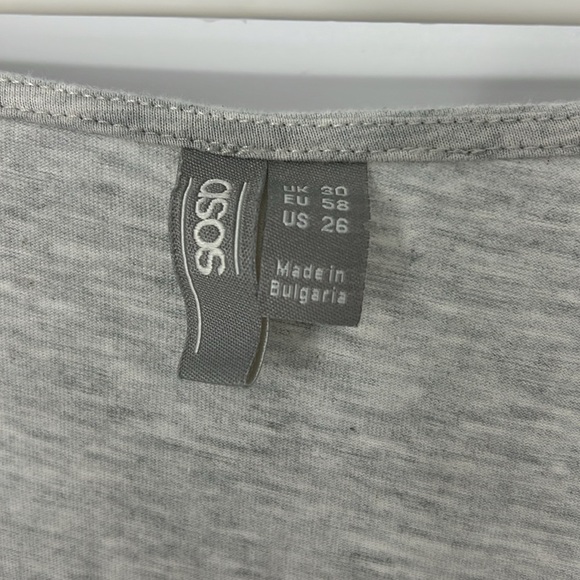 asos
UK 30
EU 58
US 26
Made in
Bulgaria